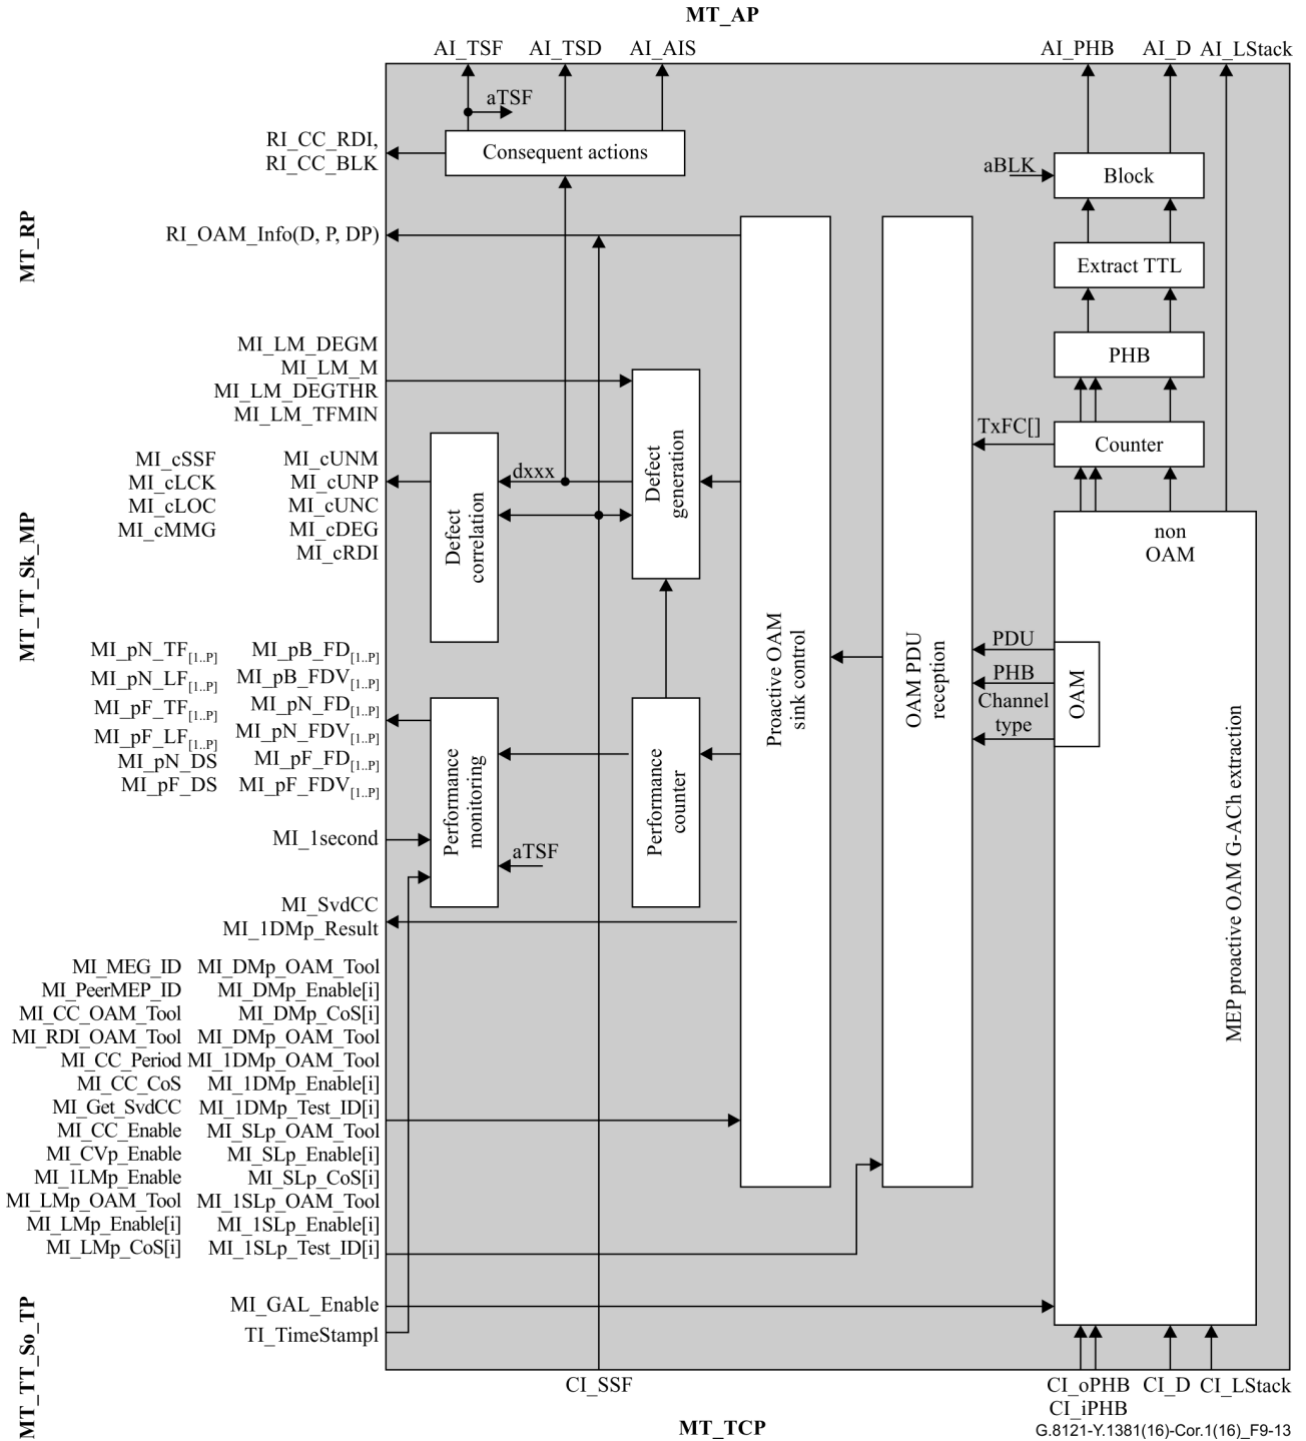 MT_AP
AI_TSF AI_TSD AI_AIS AI_PHB AI_D AI_LStack
aTSF
RI_CC_RDI,
RI_CC_BLK
Consequent actions
aBLK
Block
MT_RP
RI_OAM_Info(D, P, DP)
Extract TTL
MI_LM_DEGM
MI_LM_M
MI_LM_DEGTHR
MI_LM_TFMIN
PHB
TxFC[]
Counter
Defect
generation
dxxx
Defect
correlation
MI_cSSF MI_cUNM
MI_cLCK MI_cUNP
MI_cLOC MI_cUNC
MI_cMMG MI_cDEG
MI_cRDI
non
OAM
MT_TT_Sk_MP
Proactive OAM
sink control
OAM PDU
reception
PDU
PHB
Channel
type
OAM
MEP proactive OAM G-ACh extraction
MI_pN_TF[1..P] MI_pB_FD[1..P]
MI_pN_LF[1..P] MI_pB_FDV[1..P]
MI_pF_TF[1..P] MI_pN_FD[1..P]
MI_pF_LF[1..P] MI_pN_FDV[1..P]
MI_pN_DS MI_pF_FD[1..P]
MI_pF_DS MI_pF_FDV[1..P]
Performance
monitoring
Performance
counter
MI_1second
aTSF
MI_SvdCC
MI_1DMp_Result
MI_MEG_ID MI_DMp_OAM_Tool
MI_PeerMEP_ID MI_DMp_Enable[i]
MI_CC_OAM_Tool MI_DMp_CoS[i]
MI_RDI_OAM_Tool MI_DMp_OAM_Tool
MI_CC_Period MI_1DMp_OAM_Tool
MI_CC_CoS MI_1DMp_Enable[i]
MI_Get_SvdCC MI_1DMp_Test_ID[i]
MI_CC_Enable MI_SLp_OAM_Tool
MI_CVp_Enable MI_SLp_Enable[i]
MI_1LMp_Enable MI_SLp_CoS[i]
MI_LMp_OAM_Tool MI_1SLp_OAM_Tool
MI_LMp_Enable[i] MI_1SLp_Enable[i]
MI_LMp_CoS[i] MI_1SLp_Test_ID[i]
MT_TT_So_TP
MI_GAL_Enable
TI_TimeStampl
CI_SSF CI_oPHB CI_D CI_LStack
CI_iPHB
MT_TCP
G.8121-Y.1381(16)-Cor.1(16)_F9-13